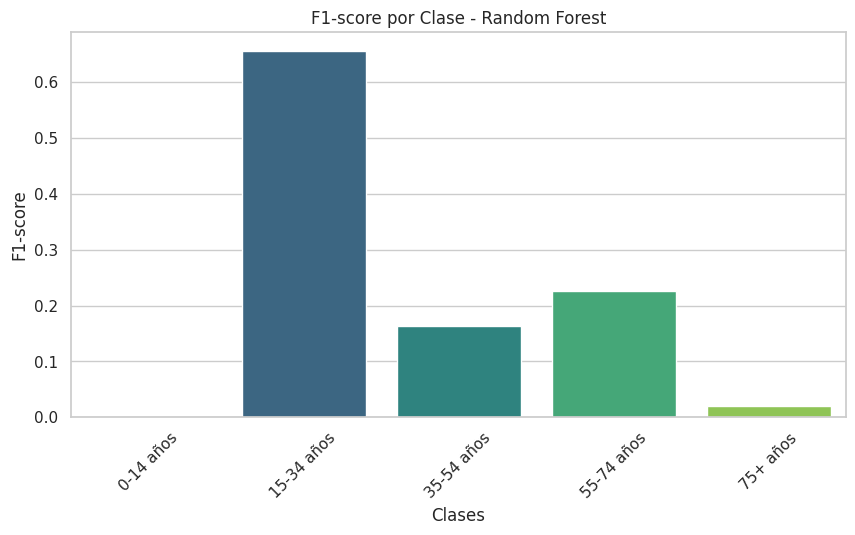 F1-score por Clase - Random Forest
F1-score
0.6
0.5
0.4
0.3
0.2
0.1
0.0
0-14 años
15-34 años
35-54 años
55-74 años
75+ años
Clases